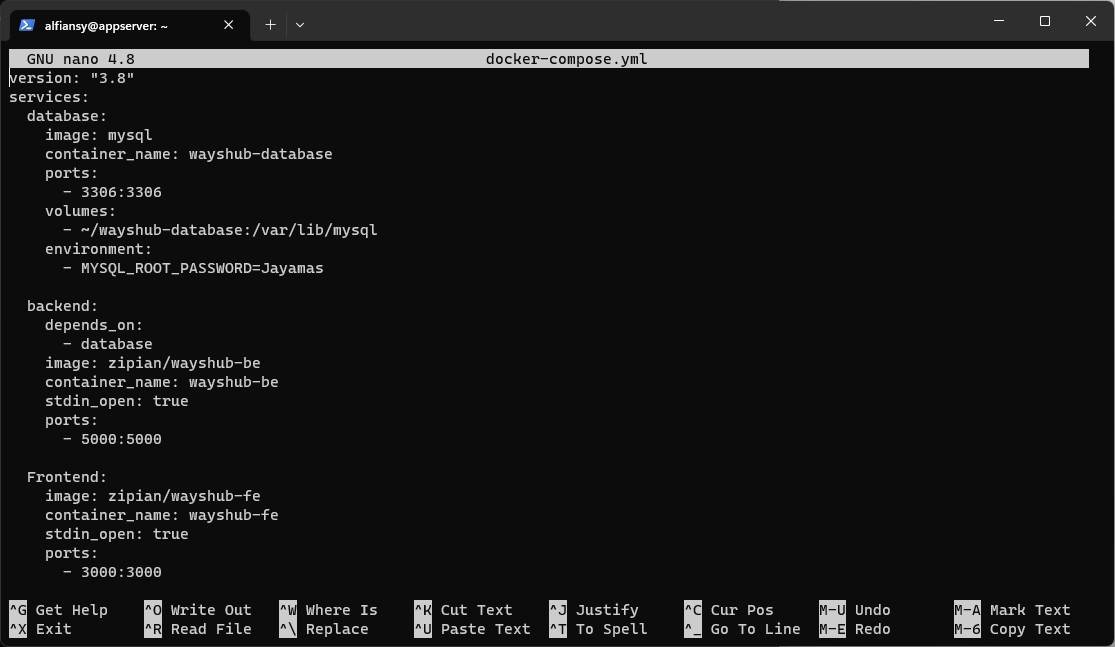 alfiansy@appserver: ~
GNU nano 4.8 docker-compose.yml
version: "3.8"
services:
  database:
    image: mysql
    container_name: wayshub-database
    ports:
      - 3306:3306
    volumes:
      - ~/wayshub-database:/var/lib/mysql
    environment:
      - MYSQL_ROOT_PASSWORD=Jayamas

  backend:
    depends_on:
      - database
    image: zipian/wayshub-be
    container_name: wayshub-be
    stdin_open: true
    ports:
      - 5000:5000

  Frontend:
    image: zipian/wayshub-fe
    container_name: wayshub-fe
    stdin_open: true
    ports:
      - 3000:3000

^G Get Help ^O Write Out ^W Where Is ^K Cut Text ^J Justify ^C Cur Pos M-U Undo M-A Mark Text
^X Exit ^R Read File ^\ Replace ^U Paste Text ^T To Spell ^_ Go To Line M-E Redo M-6 Copy Text